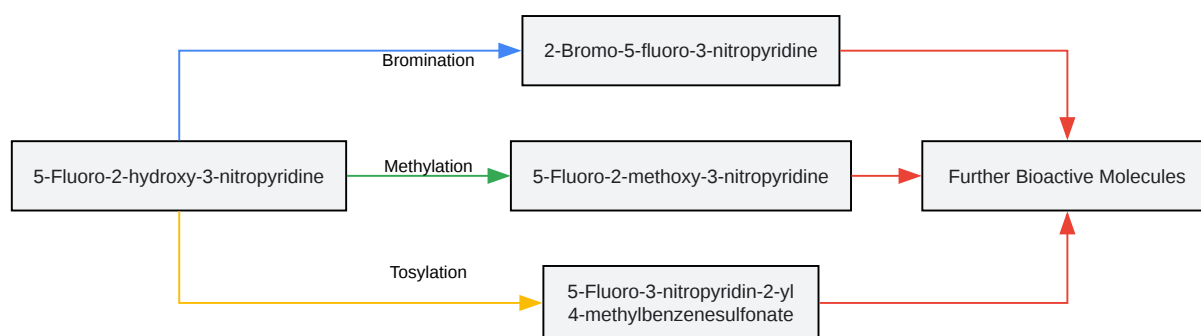 2-Bromo-5-fluoro-3-nitropyridine
Bromination
5-Fluoro-2-hydroxy-3-nitropyridine
Methylation
5-Fluoro-2-methoxy-3-nitropyridine
Further Bioactive Molecules
Tosylation
5-Fluoro-3-nitropyridin-2-yl
4-methylbenzenesulfonate